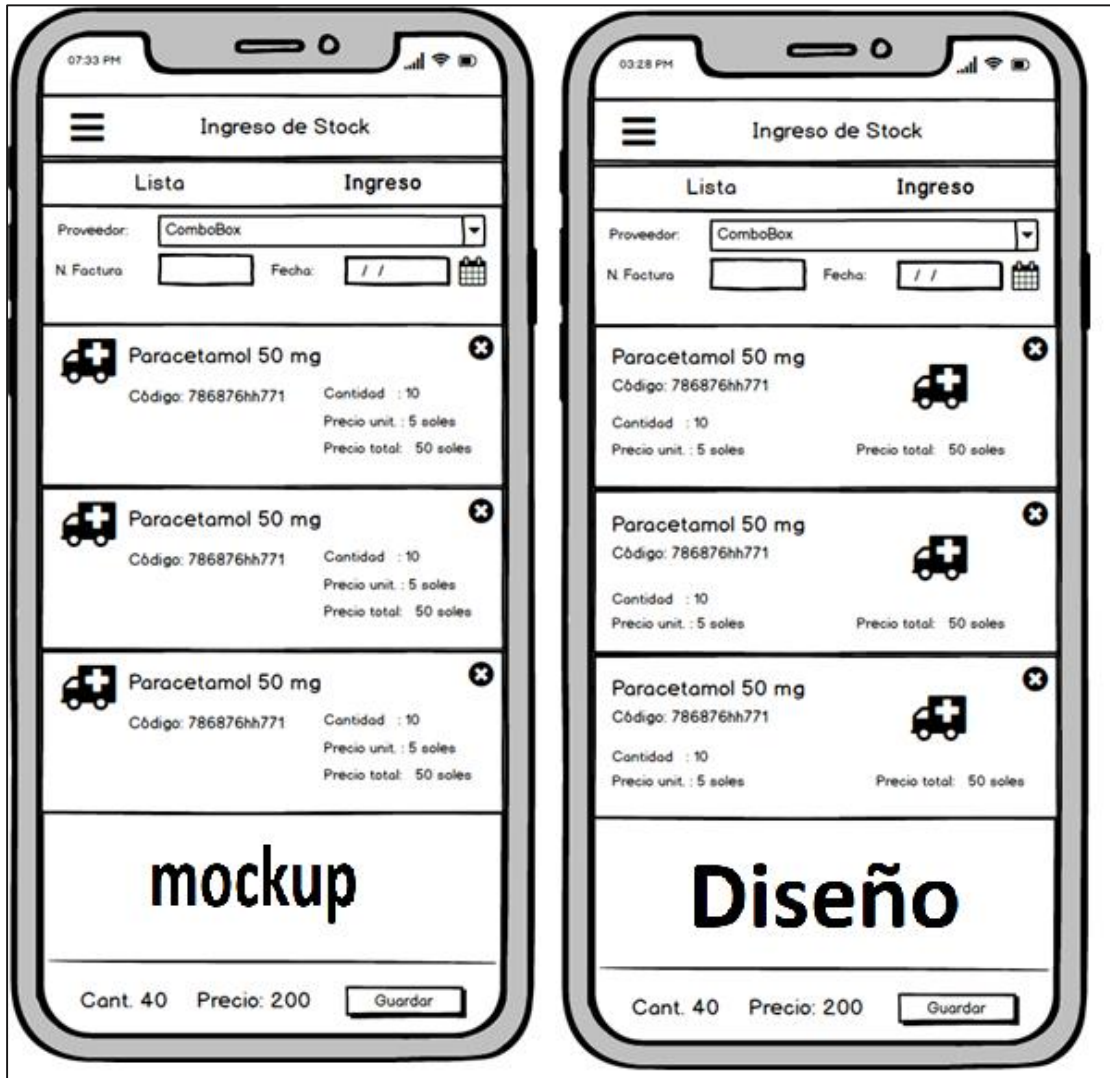 07:33 PM
Ingreso de Stock
Lista Ingreso
Proveedor: ComboBox
N. Factura Fecha: / /
Paracetamol 50 mg
Código: 786876hh771 Cantidad : 10
Precio unit. : 5 soles
Precio total: 50 soles
Paracetamol 50 mg
Código: 786876hh771 Cantidad : 10
Precio unit. : 5 soles
Precio total: 50 soles
Paracetamol 50 mg
Código: 786876hh771 Cantidad : 10
Precio unit. : 5 soles
Precio total: 50 soles
mockup
Cant. 40 Precio: 200 Guardar
03:28 PM
Ingreso de Stock
Lista Ingreso
Proveedor: ComboBox
N. Factura Fecha: / /
Paracetamol 50 mg
Código: 786876hh771
Cantidad : 10
Precio unit. : 5 soles Precio total: 50 soles
Paracetamol 50 mg
Código: 786876hh771
Cantidad : 10
Precio unit. : 5 soles Precio total: 50 soles
Paracetamol 50 mg
Código: 786876hh771
Cantidad : 10
Precio unit. : 5 soles Precio total: 50 soles
Diseño
Cant. 40 Precio: 200 Guardar